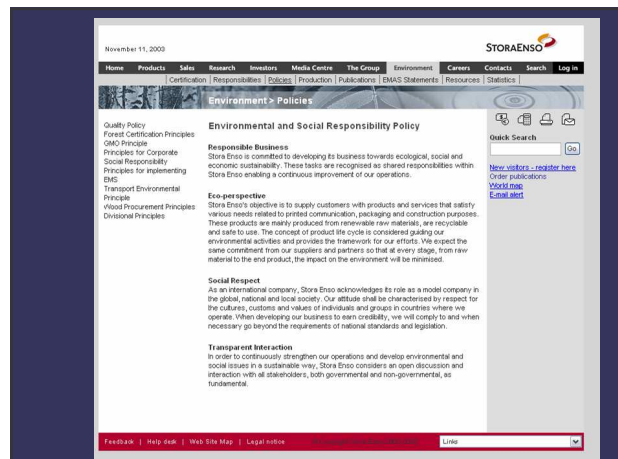 November 11, 2003
STORAENSO
Home Products Sales Research Investors Media Centre The Group Environment Careers Contacts Search Log in
Certification | Responsibilities | Policies | Production | Publications | EMAS Statements | Resources | Statistics |
Environment > Policies
Quality Policy
Forest Certification Principles
GMO Principle
Principles for Corporate
Social Responsibility
Principles for implementing
EMS
Transport Environmental
Principle
Wood Procurement Principles
Divisional Principles
Environmental and Social Responsibility Policy
Responsible Business
Stora Enso is committed to developing its business towards ecological, social and
economic sustainability. These tasks are recognised as shared responsibilities within
Stora Enso enabling a continuous improvement of our operations.
Eco-perspective
Stora Enso's objective is to supply customers with products and services that satisfy
various needs related to printed communication, packaging and construction purposes.
These products are mainly produced from renewable raw materials, are recyclable
and safe to use. The concept of product life cycle is considered guiding our
environmental activities and provides the framework for our efforts. We expect the
same commitment from our suppliers and partners so that at every stage, from raw
material to the end product, the impact on the environment will be minimised.
Social Respect
As an international company, Stora Enso acknowledges its role as a model company in
the global, national and local society. Our attitude shall be characterised by respect for
the cultures, customs and values of individuals and groups in countries where we
operate. When developing our business to earn credibility, we will comply to and when
necessary go beyond the requirements of national standards and legislation.
Transparent Interaction
In order to continuously strengthen our operations and develop environmental and
social issues in a sustainable way, Stora Enso considers an open discussion and
interaction with all stakeholders, both governmental and non-governmental, as
fundamental.
Quick Search
Go
New visitors - register here
Order publications
World map
E-mail alert
Feedback | Help desk | Web Site Map | Legal notice
Links